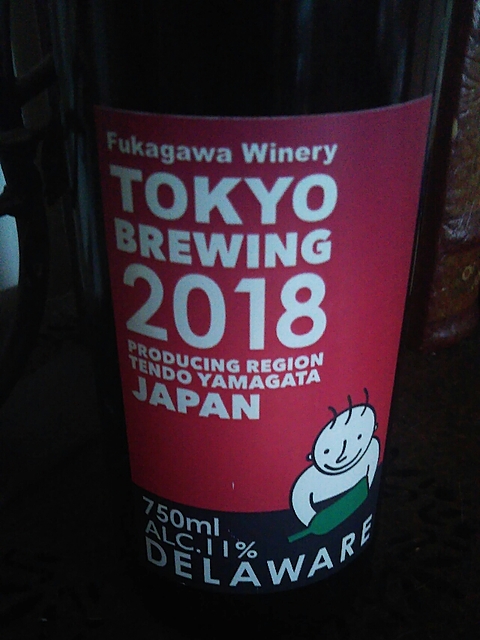 Fukagawa Winery
TOKYO
BREWING
2018
PRODUCING REGION
TENDO YAMAGATA
JAPAN
750ml
ALC.11%
DELAWARE